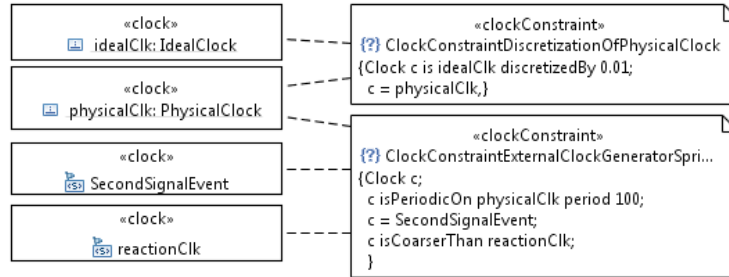 «clock»
idealClk: IdealClock
«clock»
physicalClk: PhysicalClock
«clock»
SecondSignalEvent
«clock»
reactionClk
«clockConstraint»
{?} ClockConstraintDiscretizationOfPhysicalClock
{Clock c is idealClk discretizedBy 0.01;
c = physicalClk,}
«clockConstraint»
{?} ClockConstraintExternalClockGeneratorSpri...
{Clock c;
c isPeriodicOn physicalClk period 100;
c = SecondSignalEvent;
c isCoarserThan reactionClk;
}